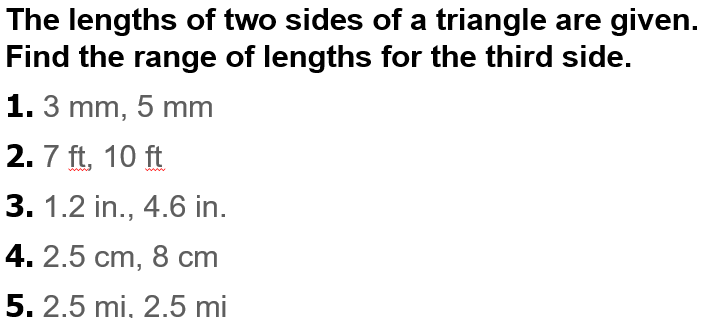 The lengths of two sides of a triangle are given.
Find the range of lengths for the third side.
1. 3 mm, 5 mm
2. 7 ft, 10 ft
3. 1.2 in., 4.6 in.
4. 2.5 cm, 8 cm
5. 2.5 mi, 2.5 mi